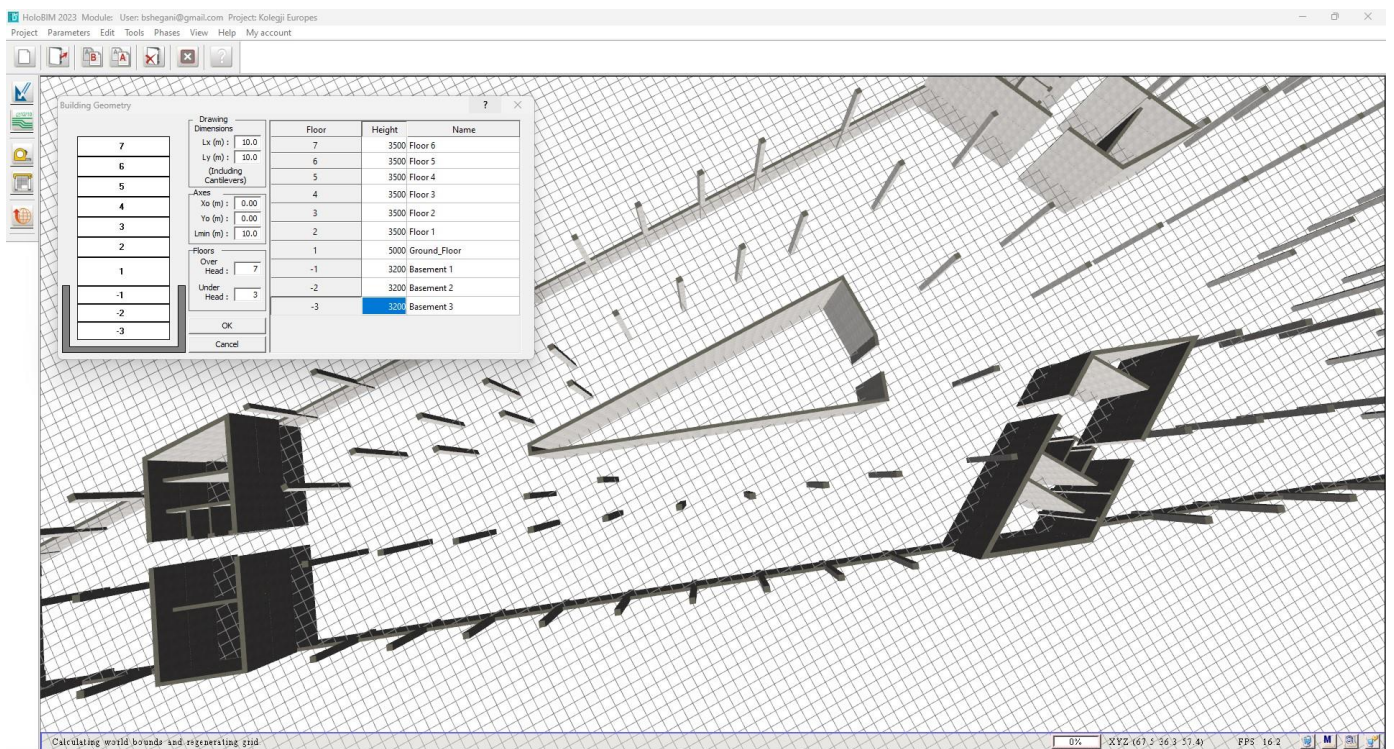 HoloBIM 2023 Module: User: bshegani@gmail.com Project: Kolegji Europes
Project Parameters Edit Tools Phases View Help My account
B A
Building Geometry ?
7
6
5
4
3
2
1
-1
-2
-3
Drawing
Dimensions
Lx (m) : 10.0
Ly (m) : 10.0
(Including
Cantilevers)
Axes
Xo (m) : 0.00
Yo (m) : 0.00
Lmin (m) : 10.0
Floors
Over
Head : 7
Under
Head : 3
OK
Cancel
Floor Height Name
7 3500 Floor 6
6 3500 Floor 5
5 3500 Floor 4
4 3500 Floor 3
3 3500 Floor 2
2 3500 Floor 1
1 5000 Ground_Floor
-1 3200 Basement 1
-2 3200 Basement 2
-3 3200 Basement 3
Calculating world bounds and regenerating grid 0% XYZ (67.5 36.3 57.4) FPS 16.2 M